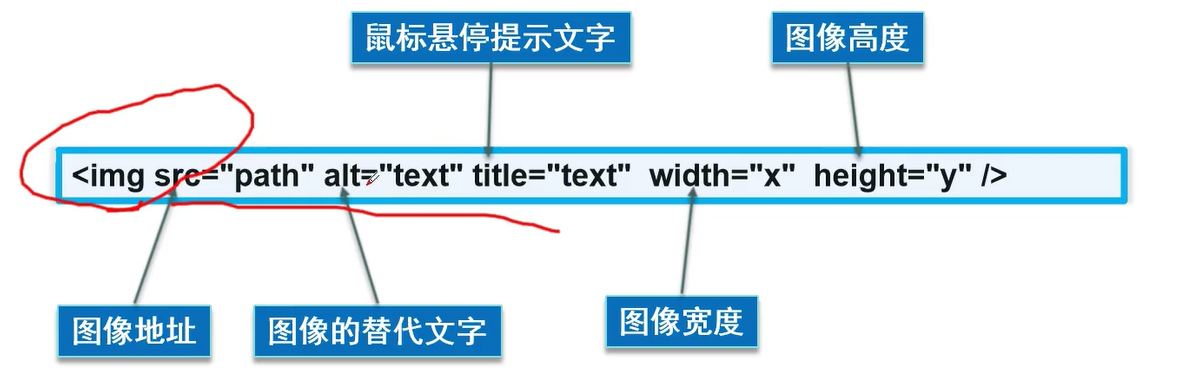 鼠标悬停提示文字
图像高度
<img src="path" alt="text" title="text" width="x" height="y" />
图像地址
图像的替代文字
图像宽度